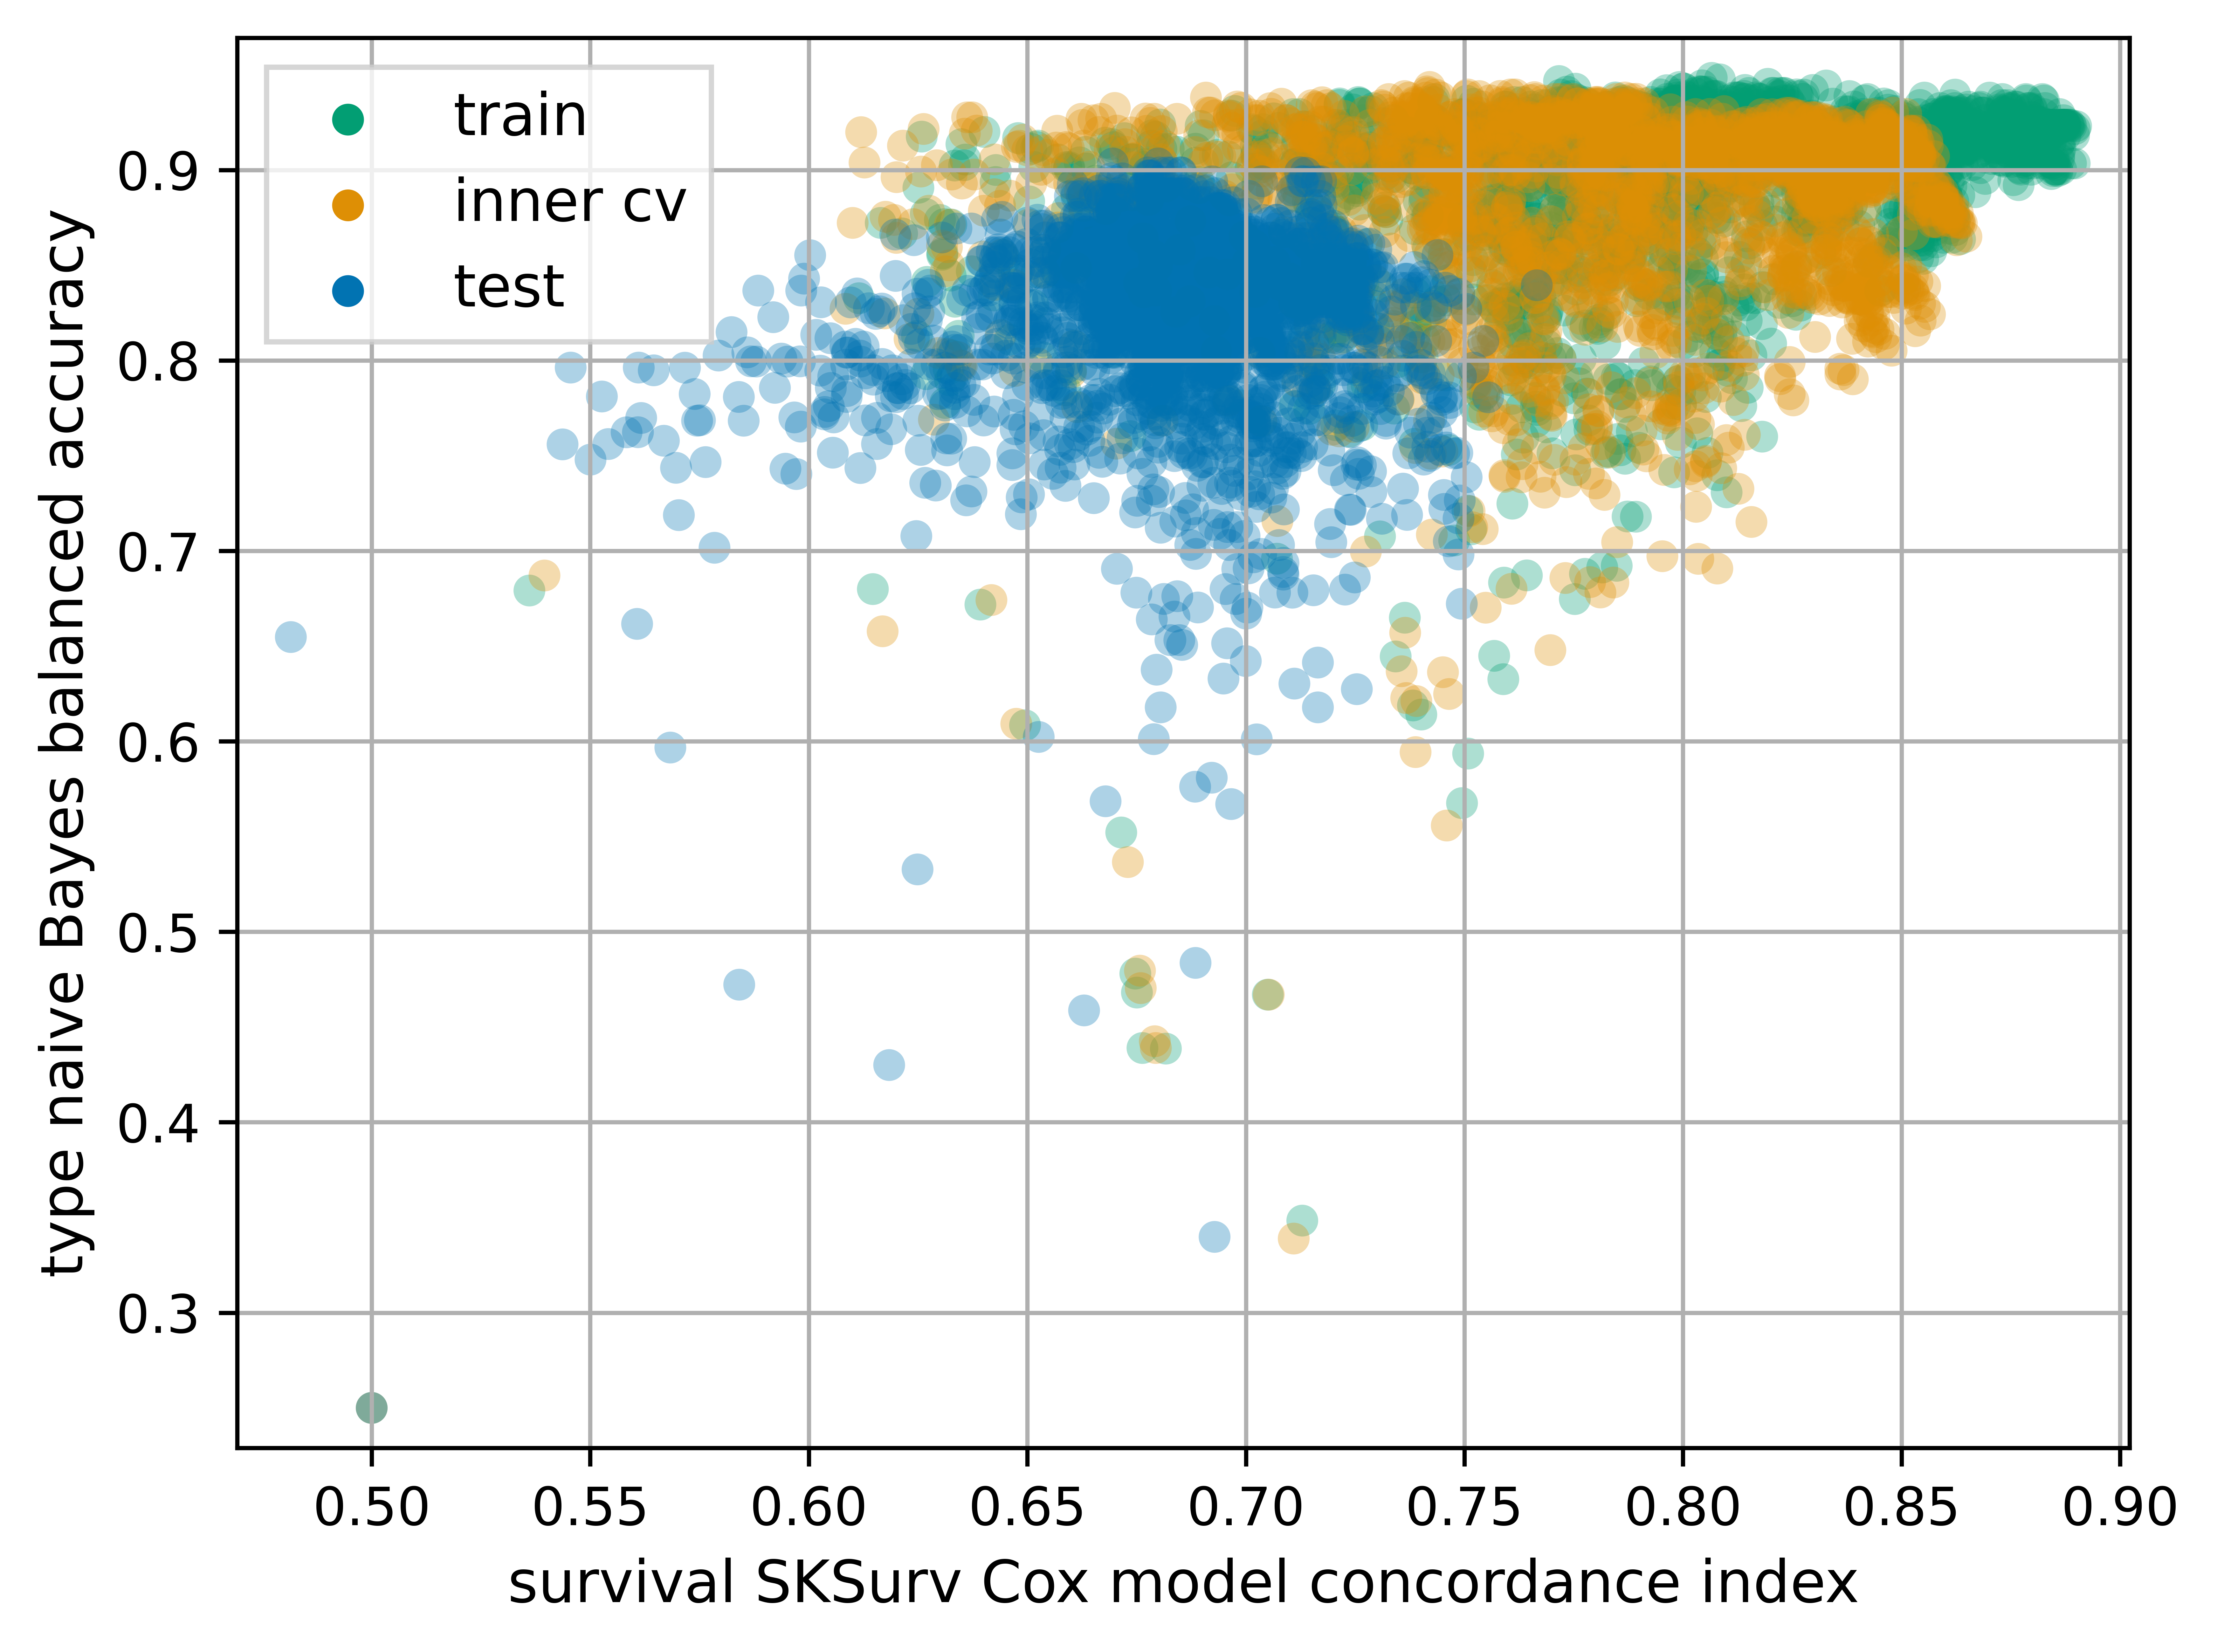 train
inner cv
test
type naive Bayes balanced accuracy
0.9
0.8
0.7
0.6
0.5
0.4
0.3
0.50 0.55 0.60 0.65 0.70 0.75 0.80 0.85 0.90
survival SKSurv Cox model concordance index